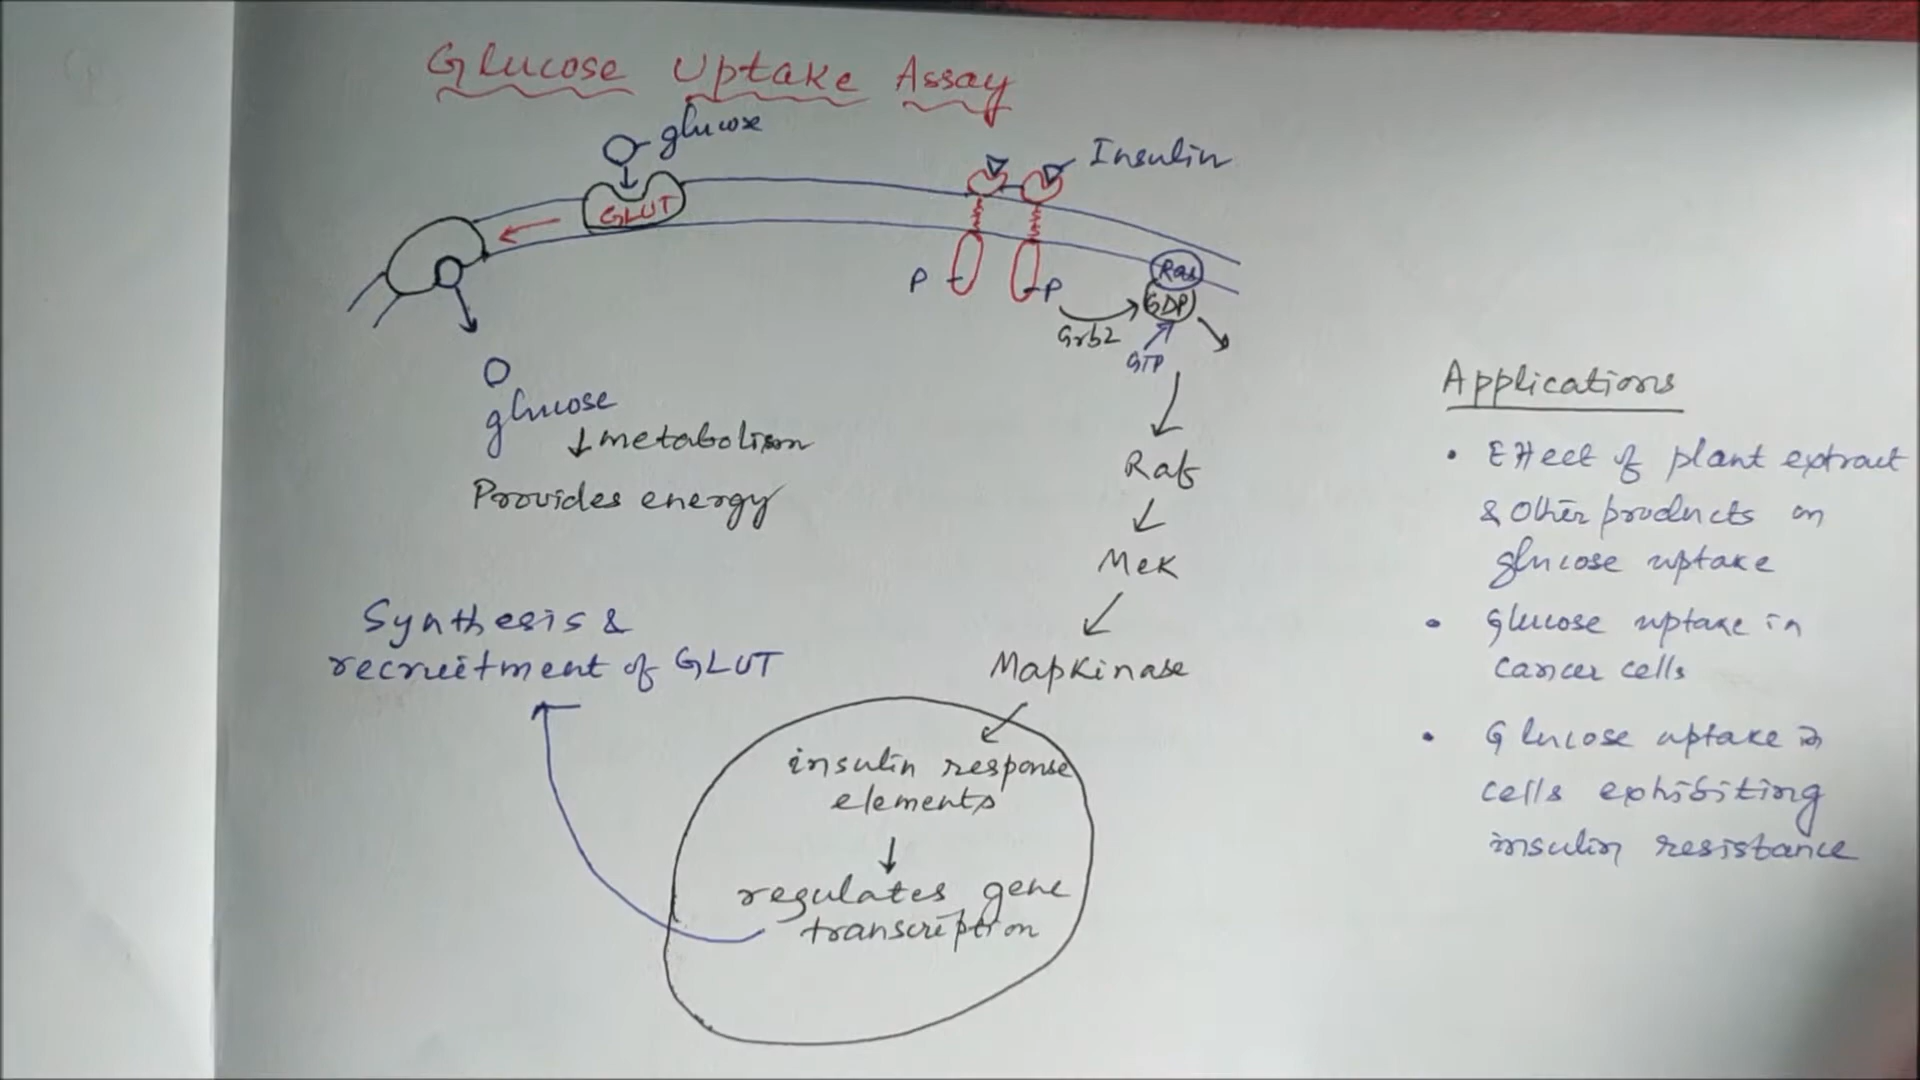 Glucose Uptake Assay
glucose
Insulin
GLUT
P
P
Ras
GDP
Grb2
GTP
glucose
metabolism
Provides energy
Raf
Mek
Mapkinase
Synthesis &
recruitment of GLUT
insulin response
elements
regulates gene
transcription
Applications
• Effect of plant extract
& other products on
glucose uptake
• Glucose uptake in
cancer cells
• Glucose uptake in
cells exhibiting
insulin resistance